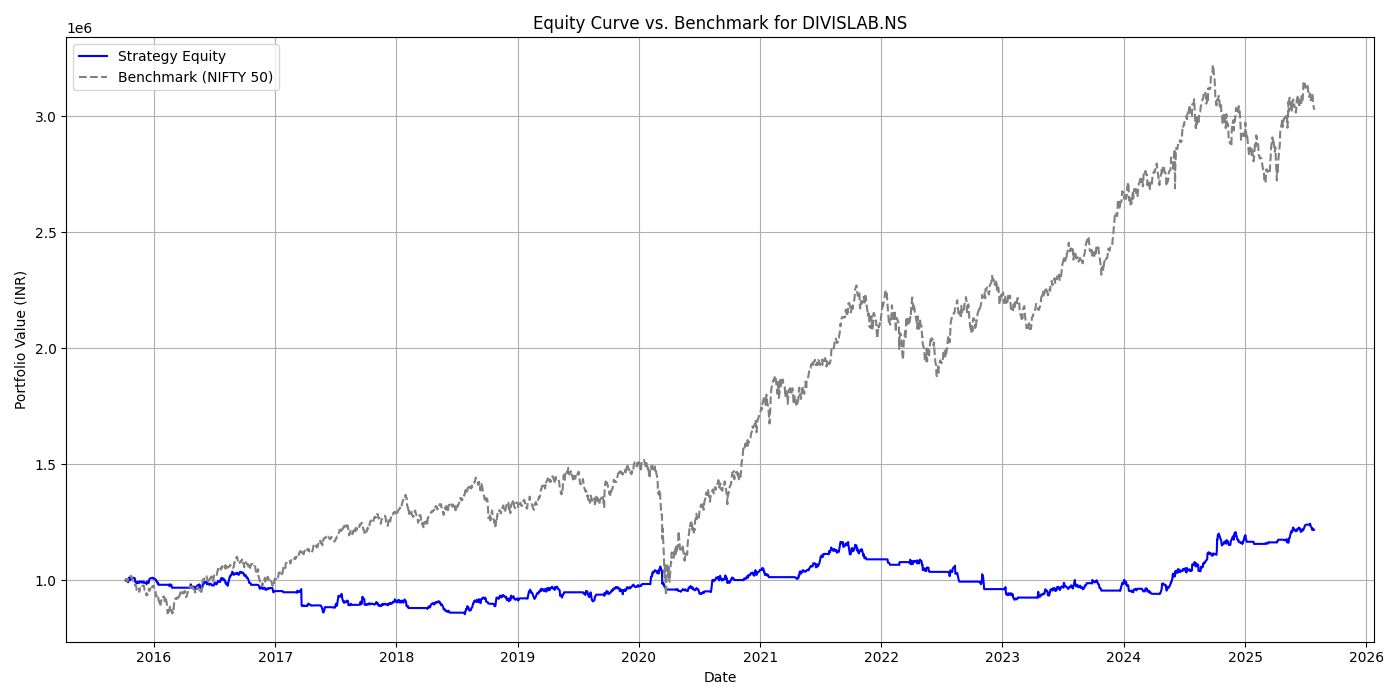 Equity Curve vs. Benchmark for DIVISLAB.NS
1e6
Strategy Equity
Benchmark (NIFTY 50)
3.0
2.5
2.0
1.5
1.0
Portfolio Value (INR)
2016 2017 2018 2019 2020 2021 2022 2023 2024 2025 2026
Date